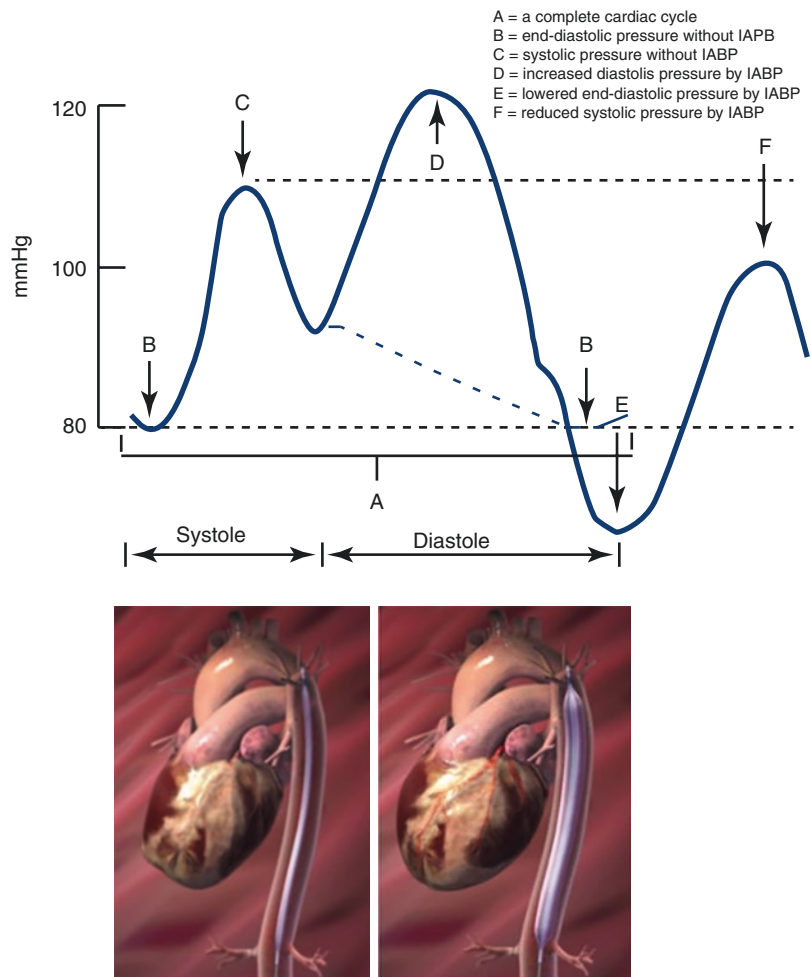 A = a complete cardiac cycle
B = end-diastolic pressure without IAPB
C = systolic pressure without IABP
D = increased diastolis pressure by IABP
E = lowered end-diastolic pressure by IABP
F = reduced systolic pressure by IABP
120
C
D
F
mmHg
100
B
B
E
80
A
Systole
Diastole